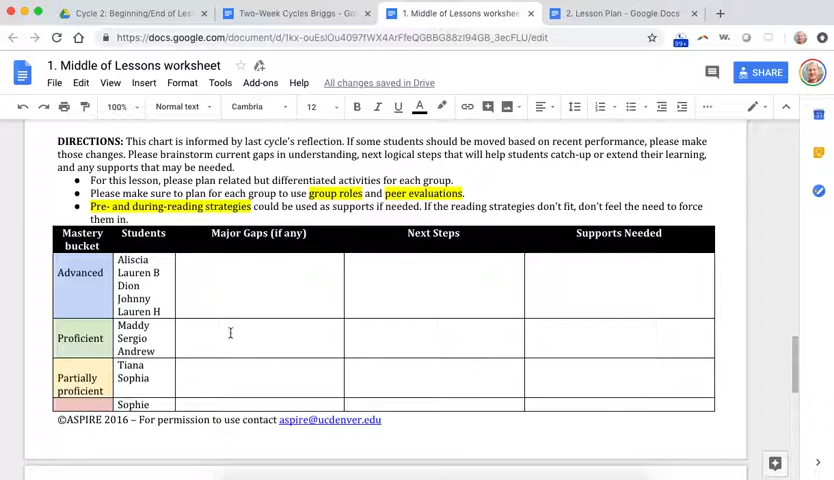 Cycle 2: Beginning/End of Les
Two-Week Cycles Briggs - Go
1. Middle of Lessons workshee
2. Lesson Plan - Google Docs
https://docs.google.com/document/d/1kx-ouEsIOu4097fWX4ArFfeQGBBG88zI94GB_3ecFLU/edit
99+
1. Middle of Lessons worksheet
SHARE
File Edit View Insert Format Tools Add-ons Help All changes saved in Drive
100% Normal text Cambria 12 B I U A
DIRECTIONS: This chart is informed by last cycle's reflection. If some students should be moved based on recent performance, please make
those changes. Please brainstorm current gaps in understanding, next logical steps that will help students catch-up or extend their learning,
and any supports that may be needed.
● For this lesson, please plan related but differentiated activities for each group.
● Please make sure to plan for each group to use group roles and peer evaluations.
● Pre- and during-reading strategies could be used as supports if needed. If the reading strategies don't fit, don't feel the need to force
them in.
Mastery bucket Students Major Gaps (if any) Next Steps Supports Needed
Advanced
Aliscia
Lauren B
Dion
Johnny
Lauren H
Proficient
Maddy
Sergio
Andrew
Partially proficient
Tiana
Sophia
Sophie
©ASPIRE 2016 – For permission to use contact aspire@ucdenver.edu